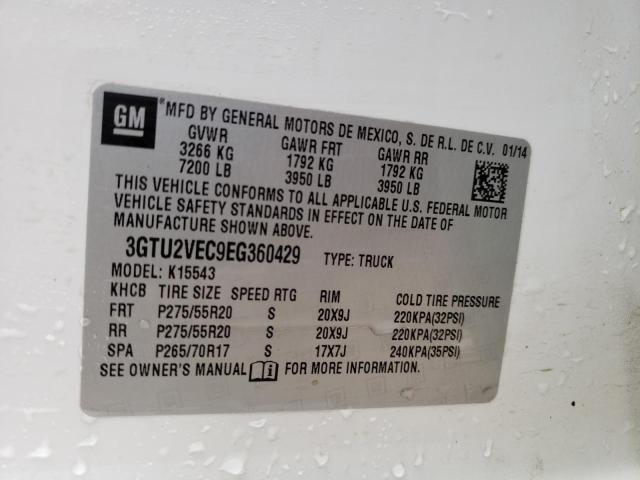 GM *MFD BY GENERAL MOTORS DE MEXICO, S. DE R.L. DE C.V. 01/14
GVWR GAWR FRT GAWR RR
3266 KG 1792 KG 1792 KG
7200 LB 3950 LB 3950 LB
THIS VEHICLE CONFORMS TO ALL APPLICABLE U.S. FEDERAL MOTOR
VEHICLE SAFETY STANDARDS IN EFFECT ON THE DATE OF
MANUFACTURE SHOWN ABOVE.
3GTU2VEC9EG360429 TYPE: TRUCK
MODEL: K15543
KHCB TIRE SIZE SPEED RTG RIM COLD TIRE PRESSURE
FRT P275/55R20 S 20X9J 220KPA(32PSI)
RR P275/55R20 S 20X9J 220KPA(32PSI)
SPA P265/70R17 S 17X7J 240KPA(35PSI)
SEE OWNER'S MANUAL FOR MORE INFORMATION.